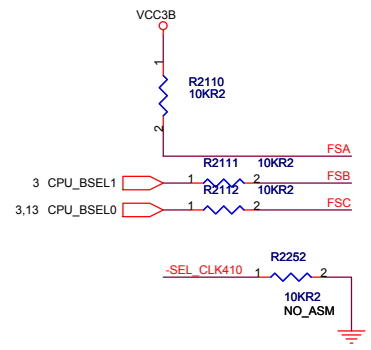 VCC3B
1
R2110
10KR2
2
FSA
R2111 10KR2
3 CPU_BSEL1 1 2 FSB
R2112 10KR2
3,13 CPU_BSEL0 1 2 FSC
R2252
-SEL_CLK410 1 2
10KR2
NO_ASM